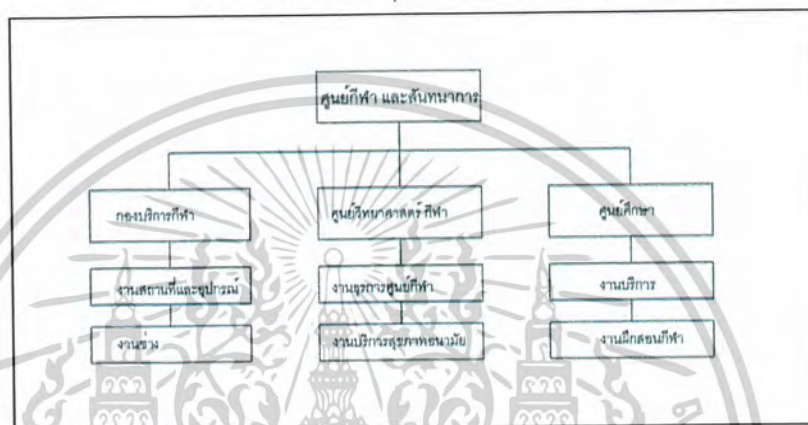 ศูนย์กีฬา และสันทนาการ
กองบริการกีฬา
ศูนย์วิทยาศาสตร์ กีฬา
ศูนย์ศึกษา
งานสถานที่และอุปกรณ์
งานธุรการศูนย์กีฬา
งานบริการ
งานช่าง
งานบริการสุขภาพอนามัย
งานฝึกสอนกีฬา